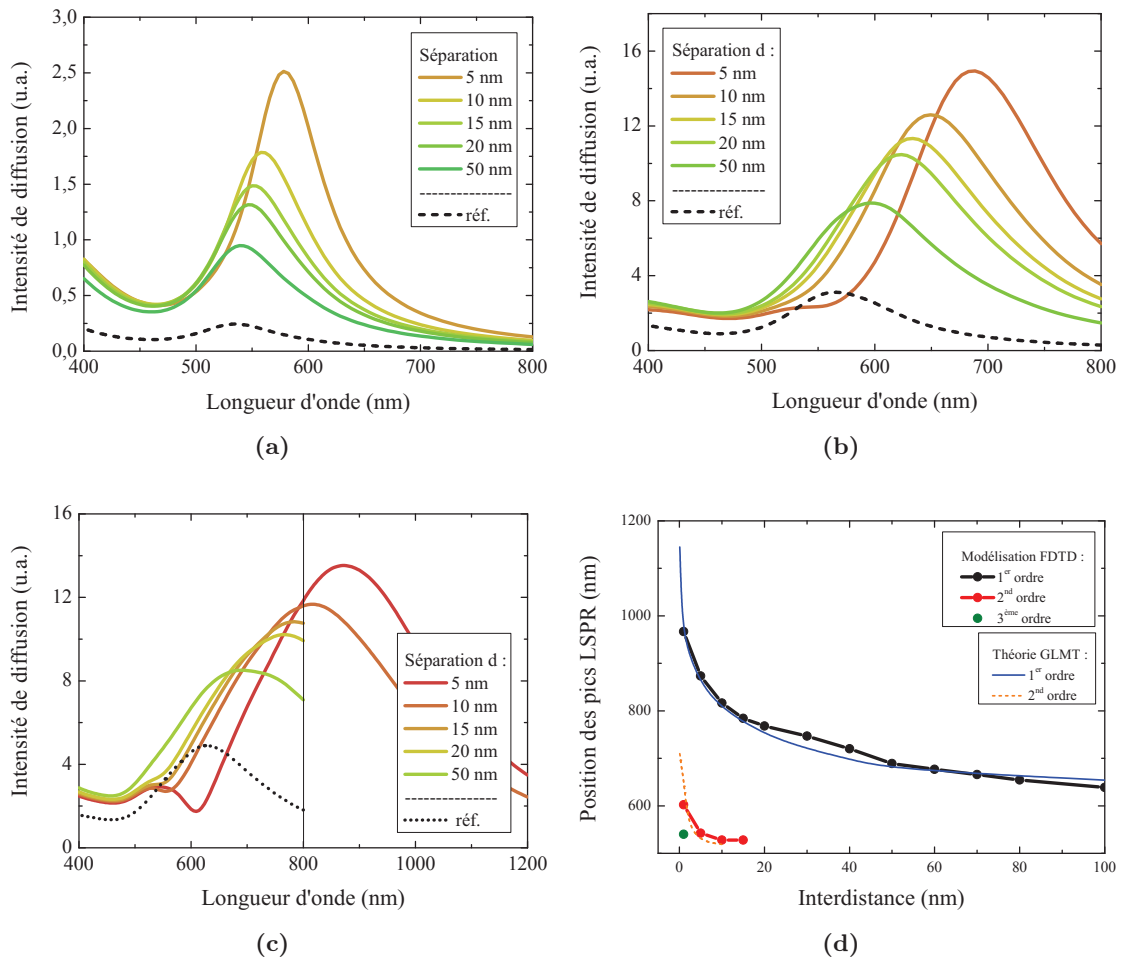 3,0
2,5
2,0
1,5
1,0
0,5
0,0
400
500
600
700
800
Intensité de diffusion (u.a.)
Longueur d'onde (nm)
Séparation
5 nm
10 nm
15 nm
20 nm
50 nm
réf.
(a)
16
12
8
4
0
400
500
600
700
800
Intensité de diffusion (u.a.)
Longueur d'onde (nm)
Séparation d :
5 nm
10 nm
15 nm
20 nm
50 nm
réf.
(b)
16
12
8
4
0
400
600
800
1000
1200
Intensité de diffusion (u.a.)
Longueur d'onde (nm)
Séparation d :
5 nm
10 nm
15 nm
20 nm
50 nm
réf.
(c)
1200
1000
800
600
0
20
40
60
80
100
Position des pics LSPR (nm)
Interdistance (nm)
Modélisation FDTD :
1er ordre
2nd ordre
3ème ordre
Théorie GLMT :
1er ordre
2nd ordre
(d)